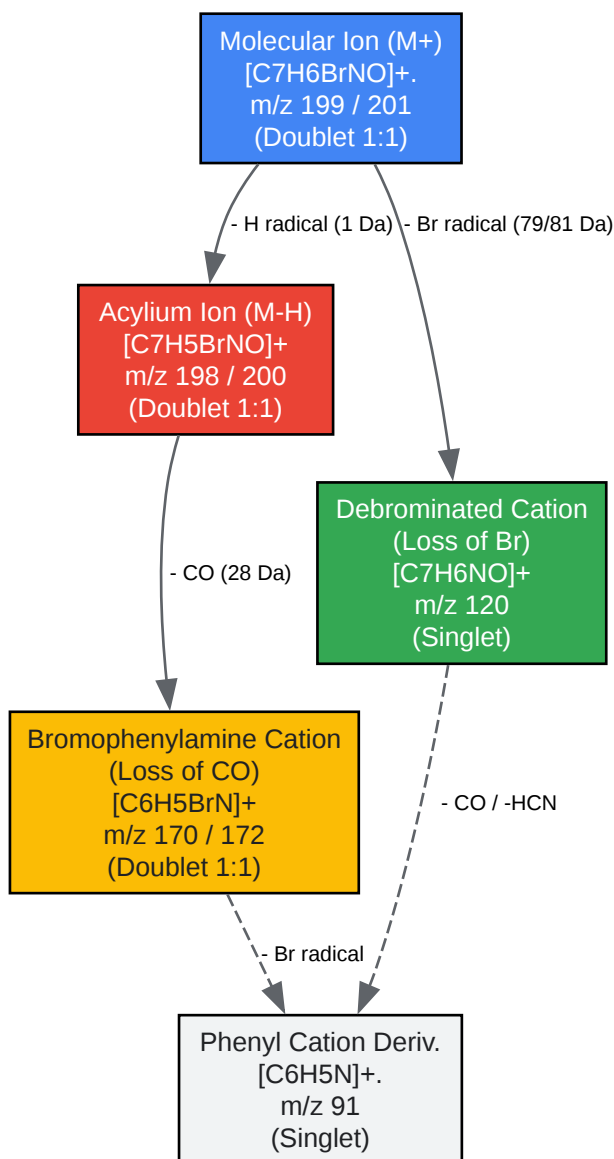 Molecular Ion (M+)
[C7H6BrNO]+.
m/z 199 / 201
(Doublet 1:1)
- H radical (1 Da)
- Br radical (79/81 Da)
Acylium Ion (M-H)
[C7H5BrNO]+
m/z 198 / 200
(Doublet 1:1)
- CO (28 Da)
Debrominated Cation
(Loss of Br)
[C7H6NO]+
m/z 120
(Singlet)
Bromophenylamine Cation
(Loss of CO)
[C6H5BrN]+
m/z 170 / 172
(Doublet 1:1)
- CO / -HCN
- Br radical
Phenyl Cation Deriv.
[C6H5N]+.
m/z 91
(Singlet)